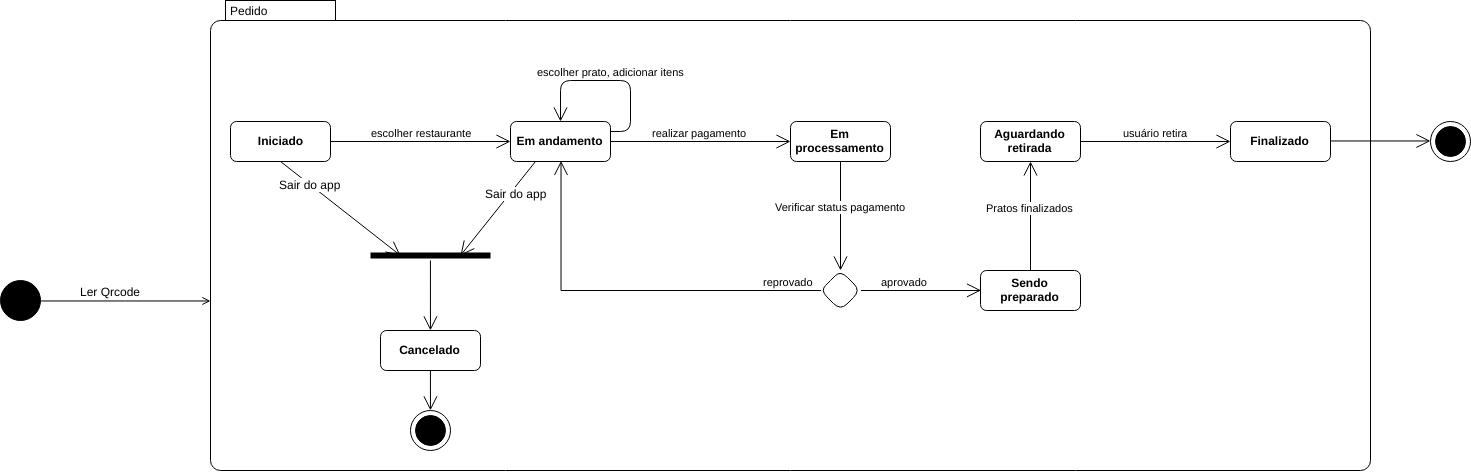 Pedido
escolher prato, adicionar itens
Iniciado
escolher restaurante
Em andamento
realizar pagamento
Em
processamento
Aguardando
retirada
usuário retira
Finalizado
Sair do app
Sair do app
Verificar status pagamento
Pratos finalizados
Ler Qrcode
reprovado
aprovado
Sendo
preparado
Cancelado